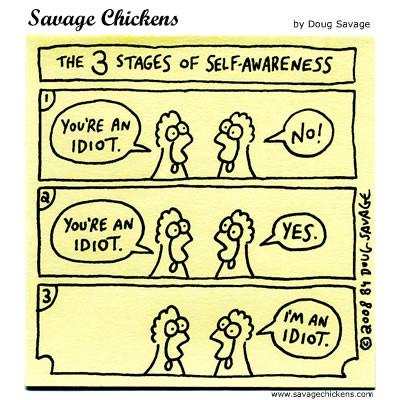 Savage Chickens
by Doug Savage
THE 3 STAGES OF SELF-AWARENESS
1
YOU'RE AN
IDIOT.
NO!
2
YOU'RE AN
IDIOT.
YES.
3
I'M AN
IDIOT.
©2008 BY DOUG SAVAGE
www.savagechickens.com